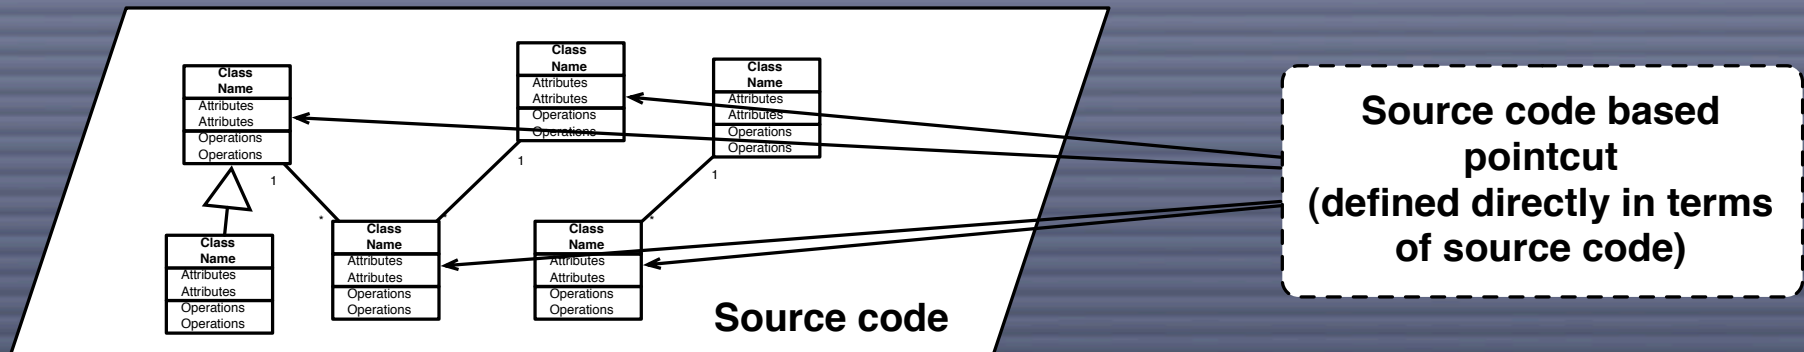 Class
Name
Attributes
Attributes
Operations
Operations
Class
Name
Attributes
Attributes
Operations
Operations
Class
Name
Attributes
Attributes
Operations
Operations
1
1
1
*
*
*
Class
Name
Attributes
Attributes
Operations
Operations
Class
Name
Attributes
Attributes
Operations
Operations
Class
Name
Attributes
Attributes
Operations
Operations
Source code
Source code based
pointcut
(defined directly in terms
of source code)